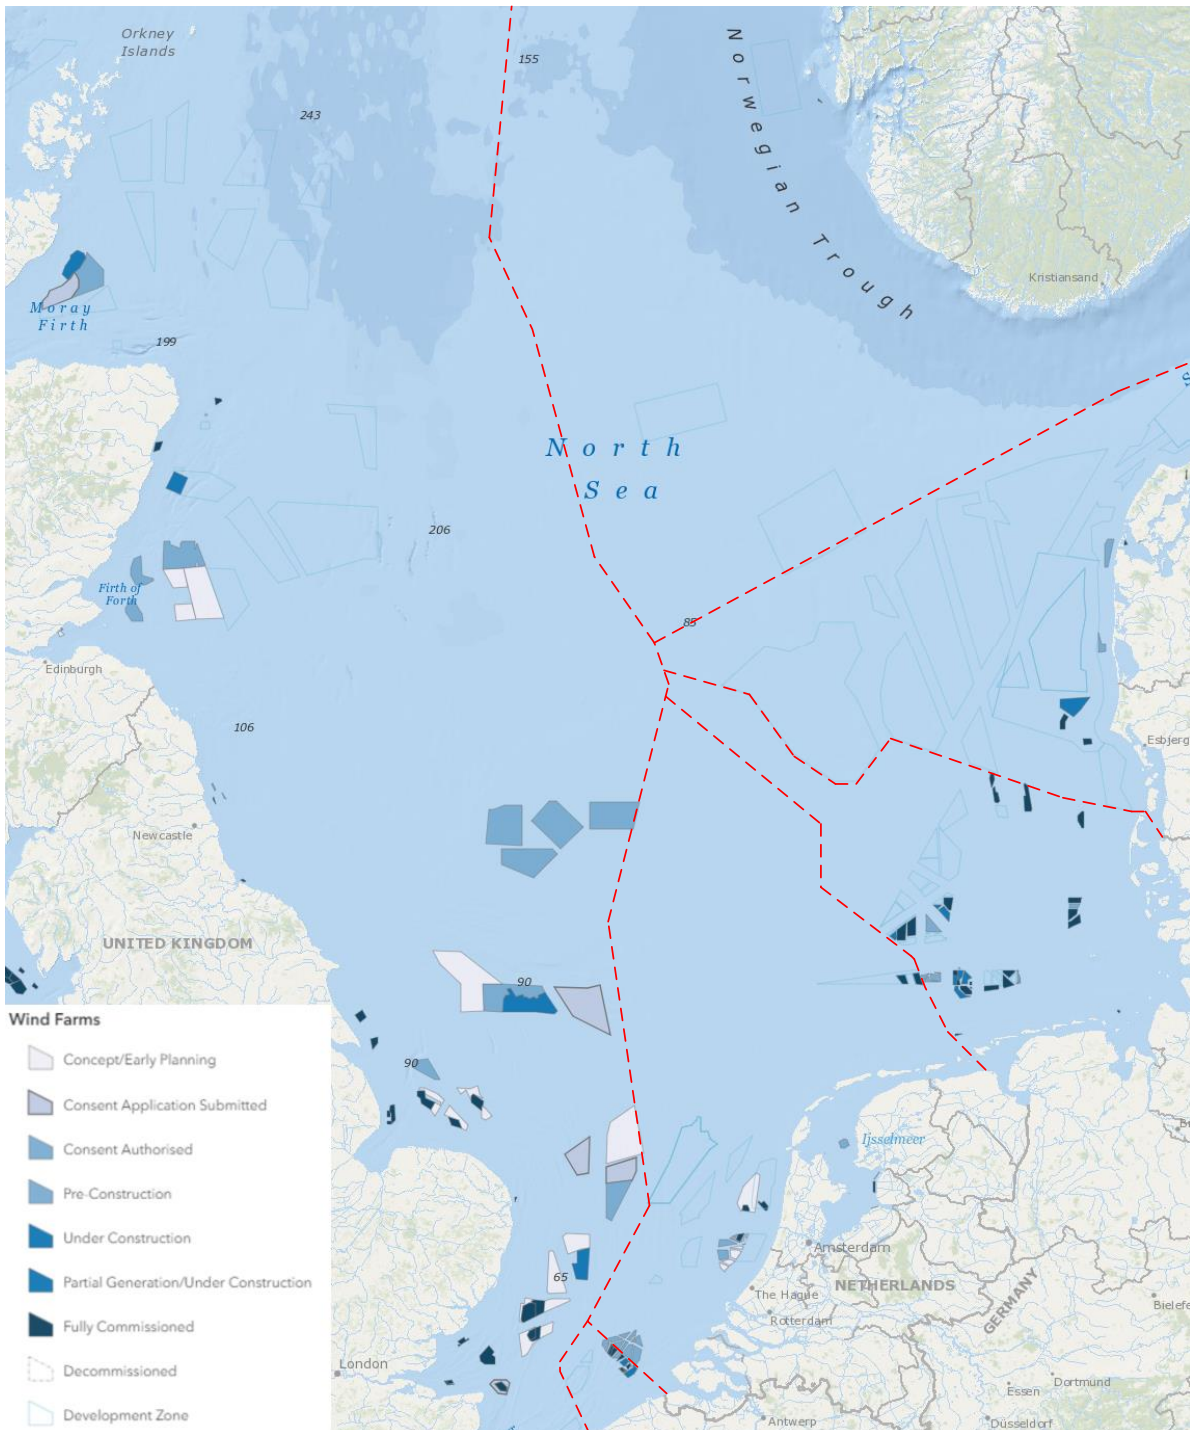 Orkney
Islands
155
243
Norwegian Trough
Kristiansand
Moray
Firth
199
North
Sea
206
Firth of
Forth
85
Edinburgh
106
Esbjerg
Newcastle
UNITED KINGDOM
90
Wind Farms
Concept/Early Planning
90
Consent Application Submitted
Consent Authorised
Ijsselmeer
Pre-Construction
Under Construction
Amsterdam
Partial Generation/Under Construction
65
NETHERLANDS
The Hague
GERMANY
Bielefe
Fully Commissioned
Rotterdam
London
Decommissioned
Dortmund
Essen
Development Zone
Antwerp
Düsseldorf